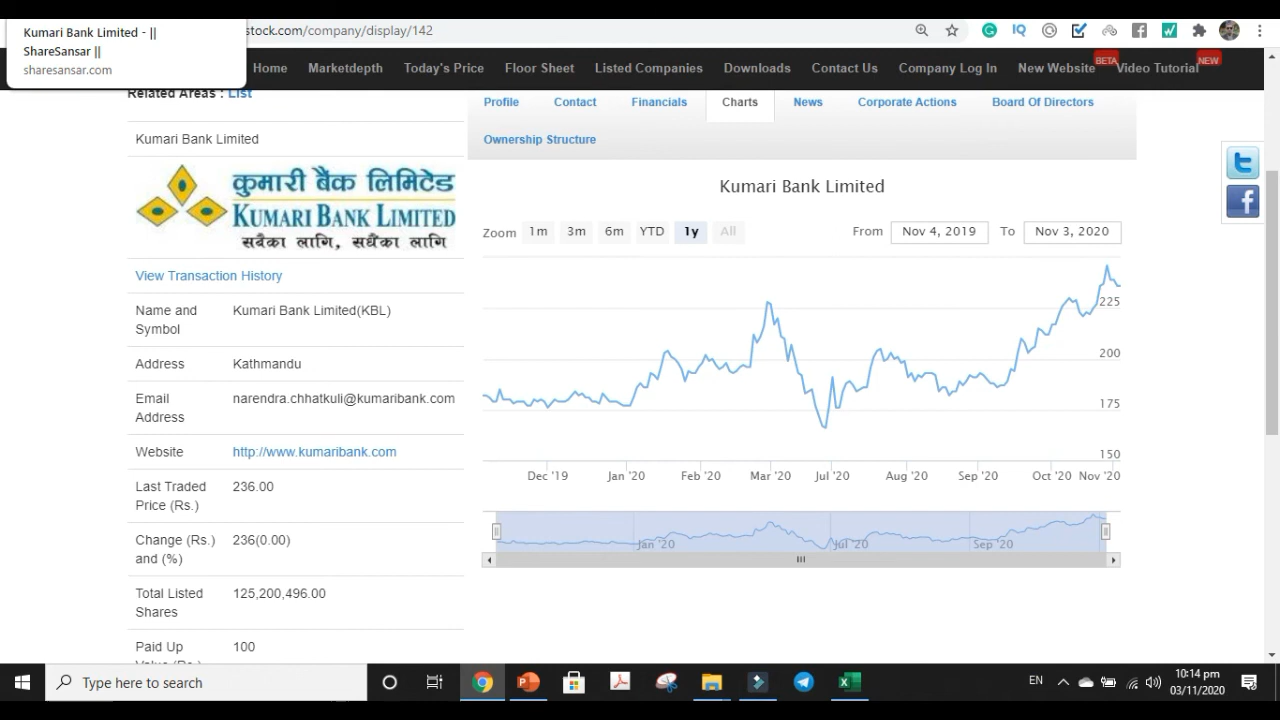 Kumari Bank Limited - ||
ShareSansar ||
sharesansar.com
stock.com/company/display/142
Home Marketdepth Today's Price Floor Sheet Listed Companies Downloads Contact Us Company Log In New Website BETA Video Tutorial NEW
Related Areas : List
Profile Contact Financials Charts News Corporate Actions Board Of Directors
Ownership Structure
Kumari Bank Limited
कुमारी बैंक लिमिटेड
KUMARI BANK LIMITED
सबैका लागि, सधैंका लागि
View Transaction History
Name and Symbol Kumari Bank Limited(KBL)
Address Kathmandu
Email Address narendra.chhatkuli@kumaribank.com
Website http://www.kumaribank.com
Last Traded Price (Rs.) 236.00
Change (Rs.) and (%) 236(0.00)
Total Listed Shares 125,200,496.00
Paid Up 100
Value (Rs.)
Kumari Bank Limited
Zoom 1m 3m 6m YTD 1y All From Nov 4, 2019 To Nov 3, 2020
225
200
175
150
Dec '19 Jan '20 Feb '20 Mar '20 Jul '20 Aug '20 Sep '20 Oct '20 Nov '20
Jan '20 Jul '20 Sep '20
Type here to search
EN
10:14 pm
03/11/2020